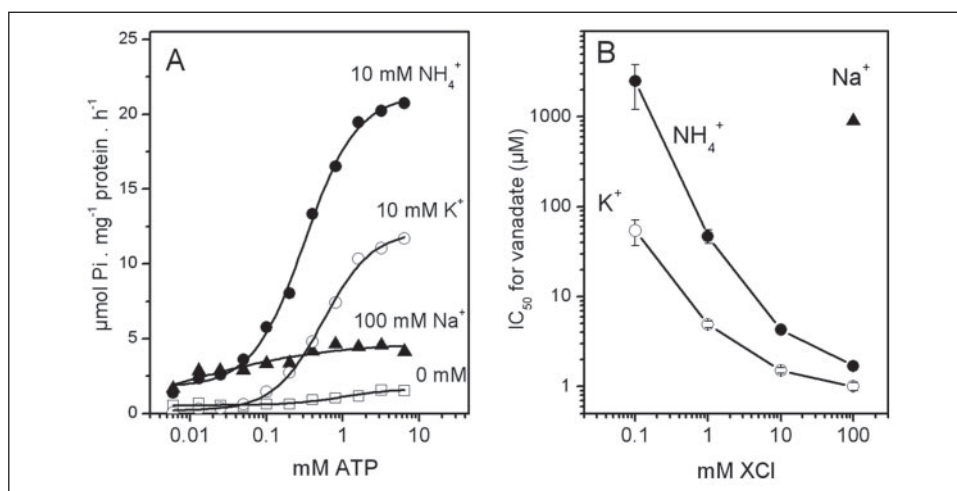 A
25
20
15
10
5
0
µmol Pi . mg⁻¹ protein . h⁻¹
10 mM NH₄⁺
10 mM K⁺
100 mM Na⁺
0 mM
0.01
0.1
1
10
mM ATP
B
1000
100
10
1
IC₅₀ for vanadate (µM)
Na⁺
NH₄⁺
K⁺
0.1
1
10
100
mM XCl